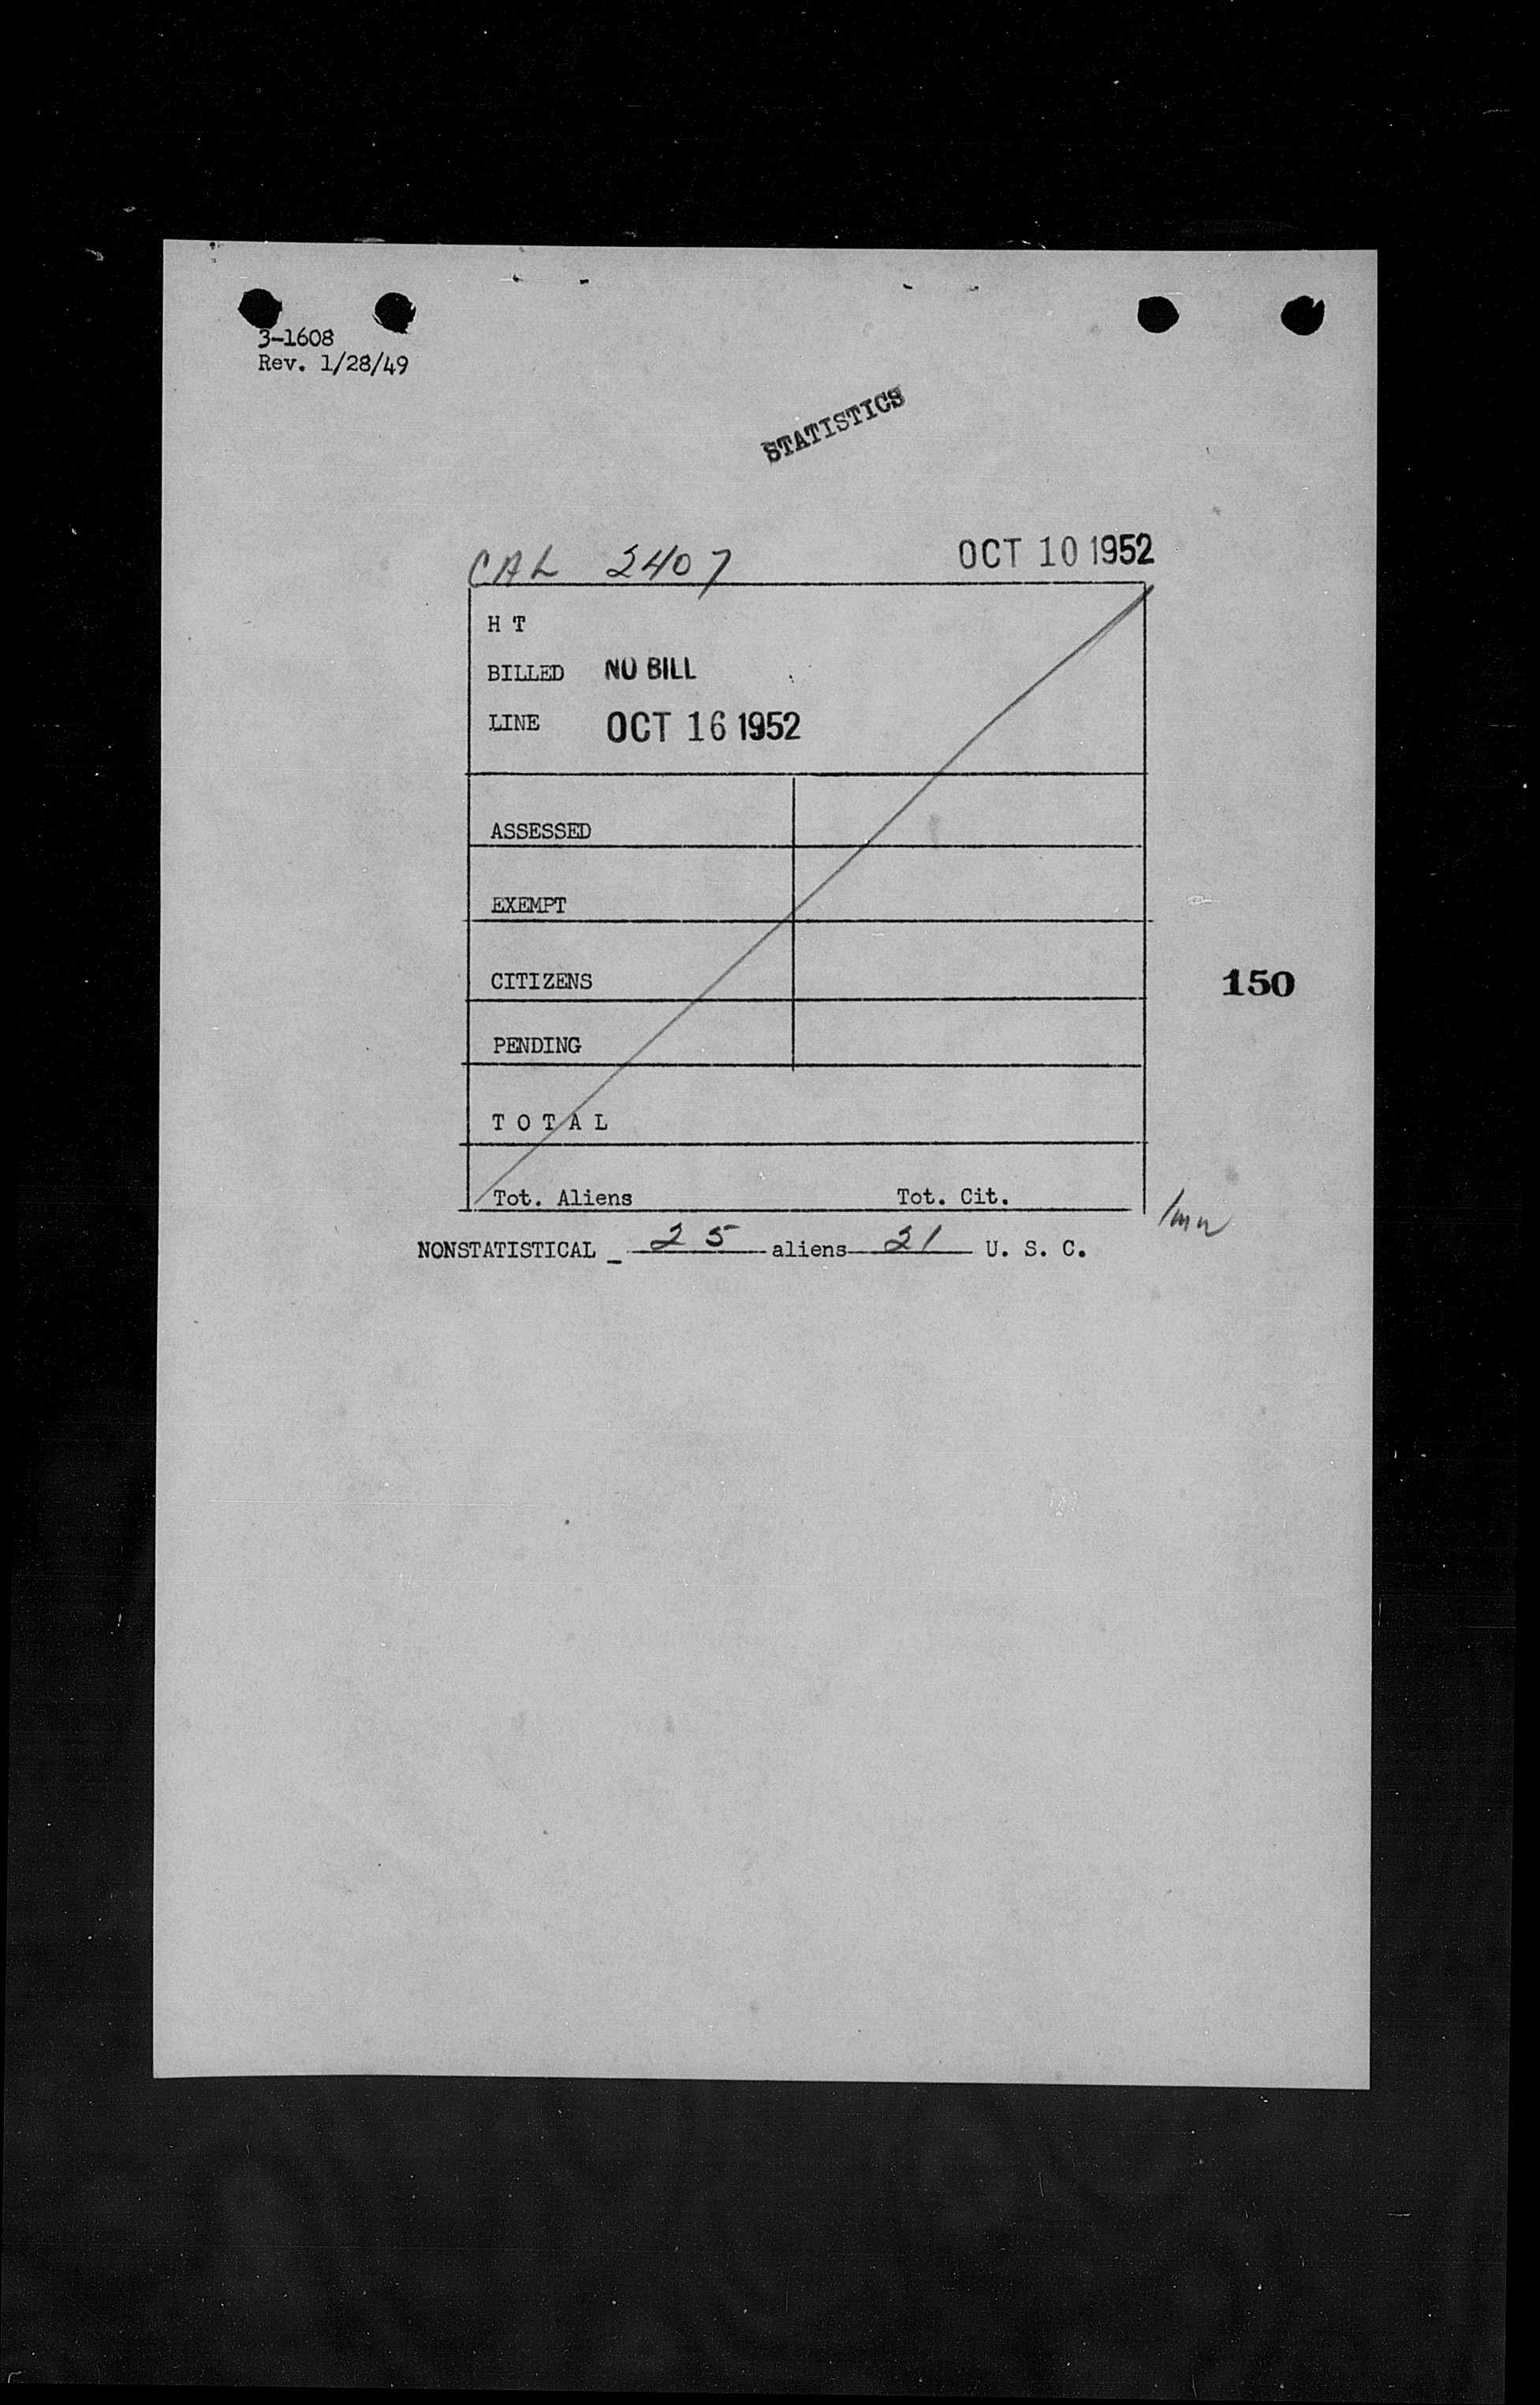 3-1608
Rev. 1/28/49
STATISTICS
CAL 2407 OCT 10 1952
H T
BILLED NO BILL
LINE OCT 16 1952
ASSESSED
EXEMPT
CITIZENS
150
PENDING
T O T A L
Tot. Aliens Tot. Cit.
NONSTATISTICAL _ 25 aliens 21 U. S. C.